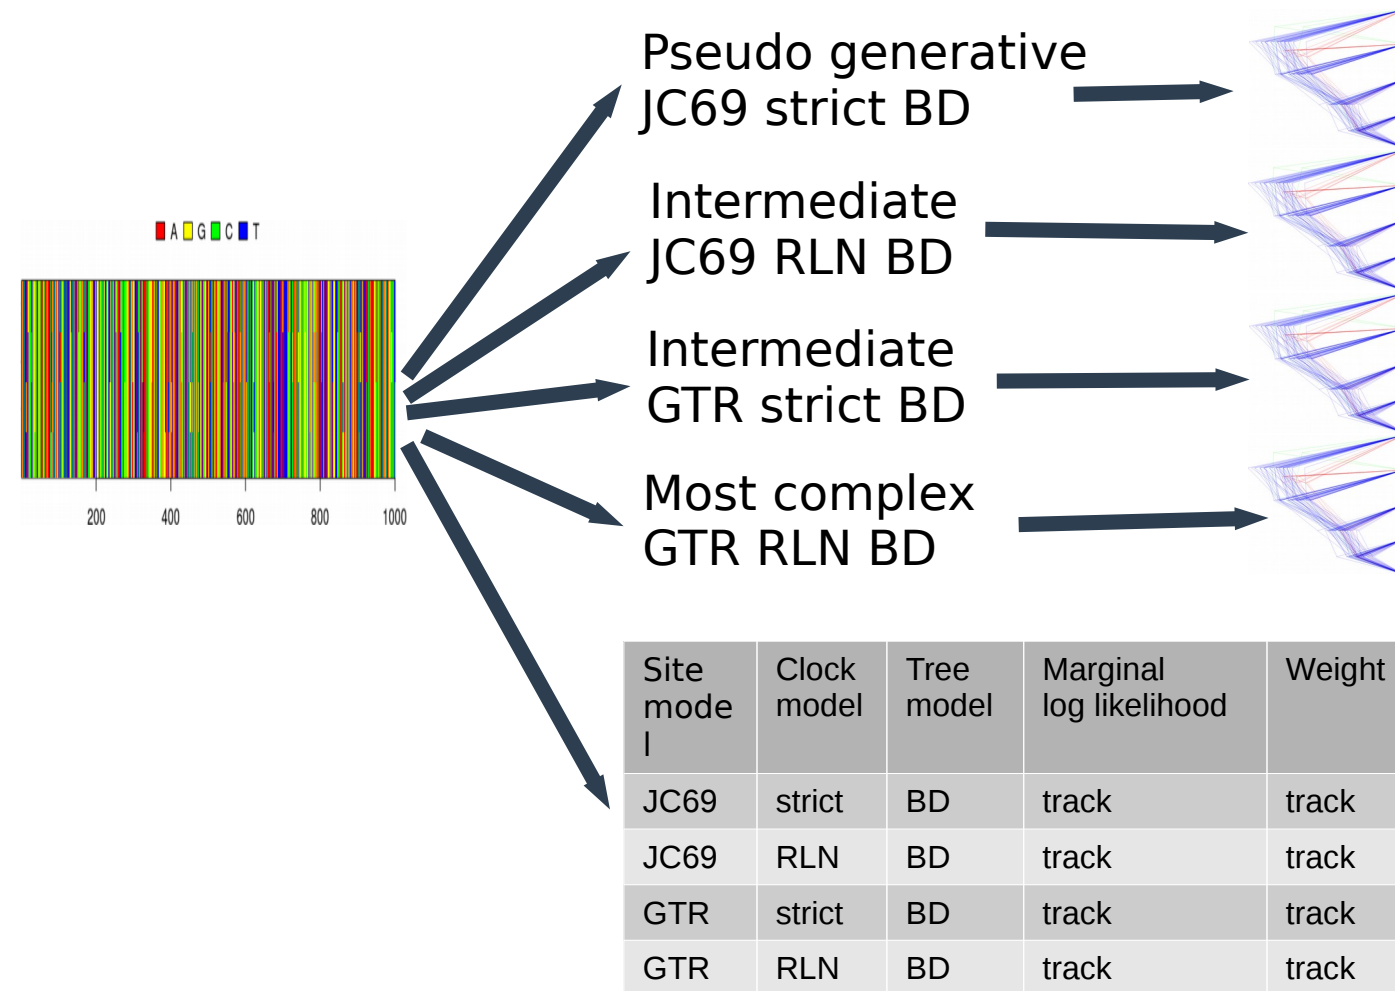 Pseudo generative
JC69 strict BD
Intermediate
JC69 RLN BD
A G C T
Intermediate
GTR strict BD
Most complex
GTR RLN BD
200 400 600 800 1000
Site mode l Clock model Tree model Marginal log likelihood Weight
JC69 strict BD track track
JC69 RLN BD track track
GTR strict BD track track
GTR RLN BD track track